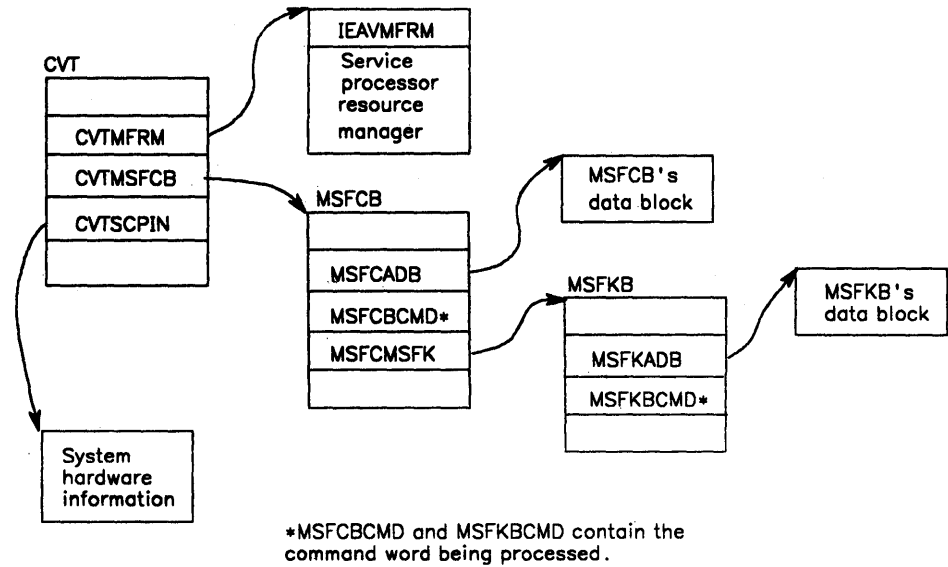 CVT
CVTMFRM
CVTMSFCB
CVTSCPIN
IEAVMFRM
Service
processor
resource
manager
MSFCB
MSFCADB
MSFCBCMD*
MSFCMSFK
MSFCB's
data block
MSFKB
MSFKADB
MSFKBCMD*
MSFKB's
data block
System
hardware
information
*MSFCBCMD and MSFKBCMD contain the
command word being processed.